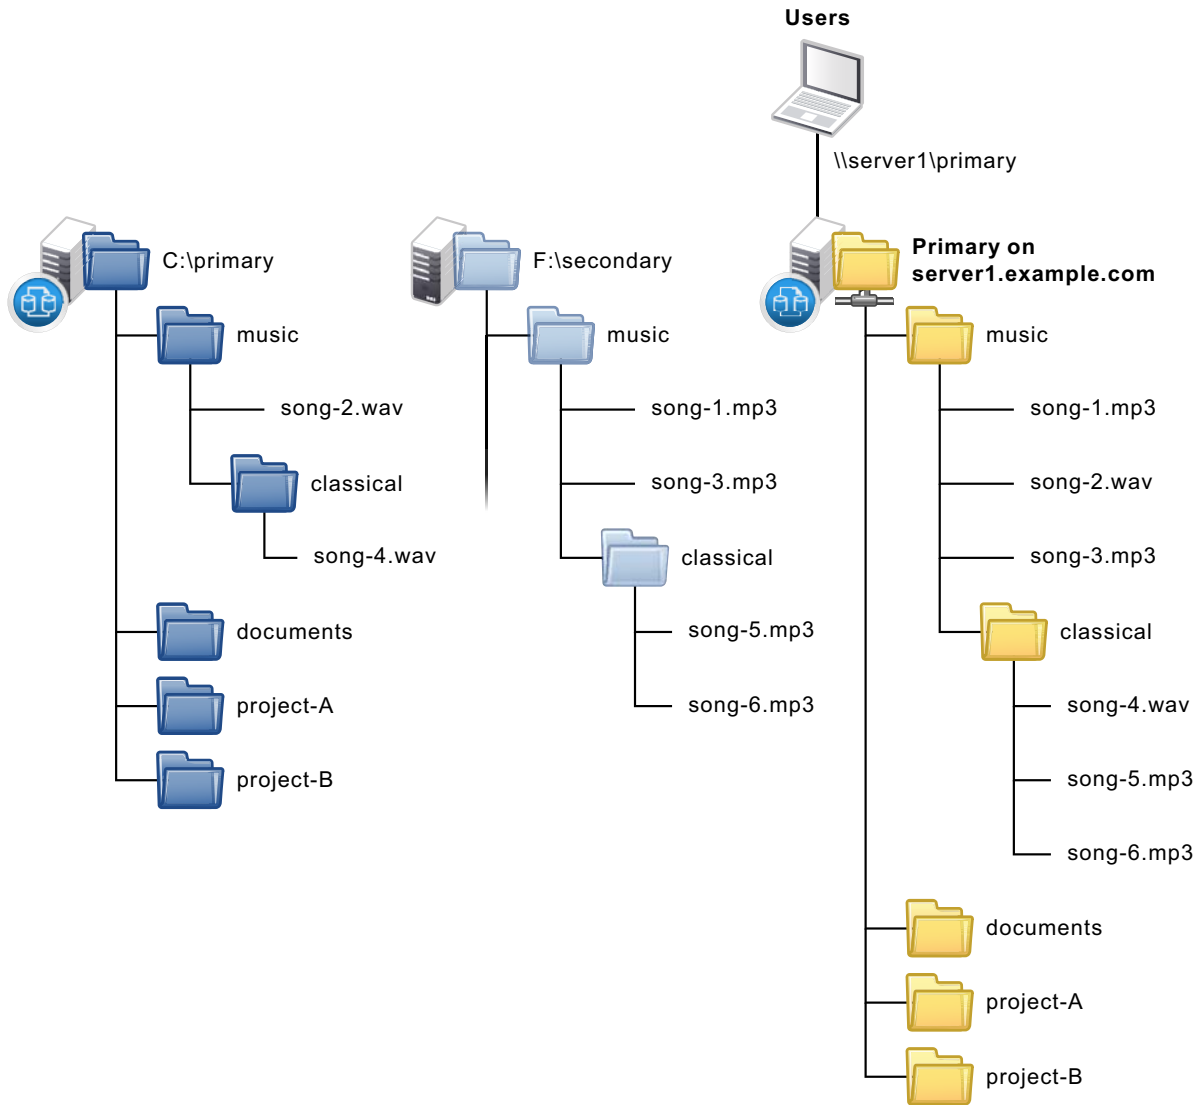 Users
\\server1\primary
C:\primary
music
song-2.wav
classical
song-4.wav
documents
project-A
project-B
F:\secondary
music
song-1.mp3
song-3.mp3
classical
song-5.mp3
song-6.mp3
Primary on
server1.example.com
music
song-1.mp3
song-2.wav
song-3.mp3
classical
song-4.wav
song-5.mp3
song-6.mp3
documents
project-A
project-B